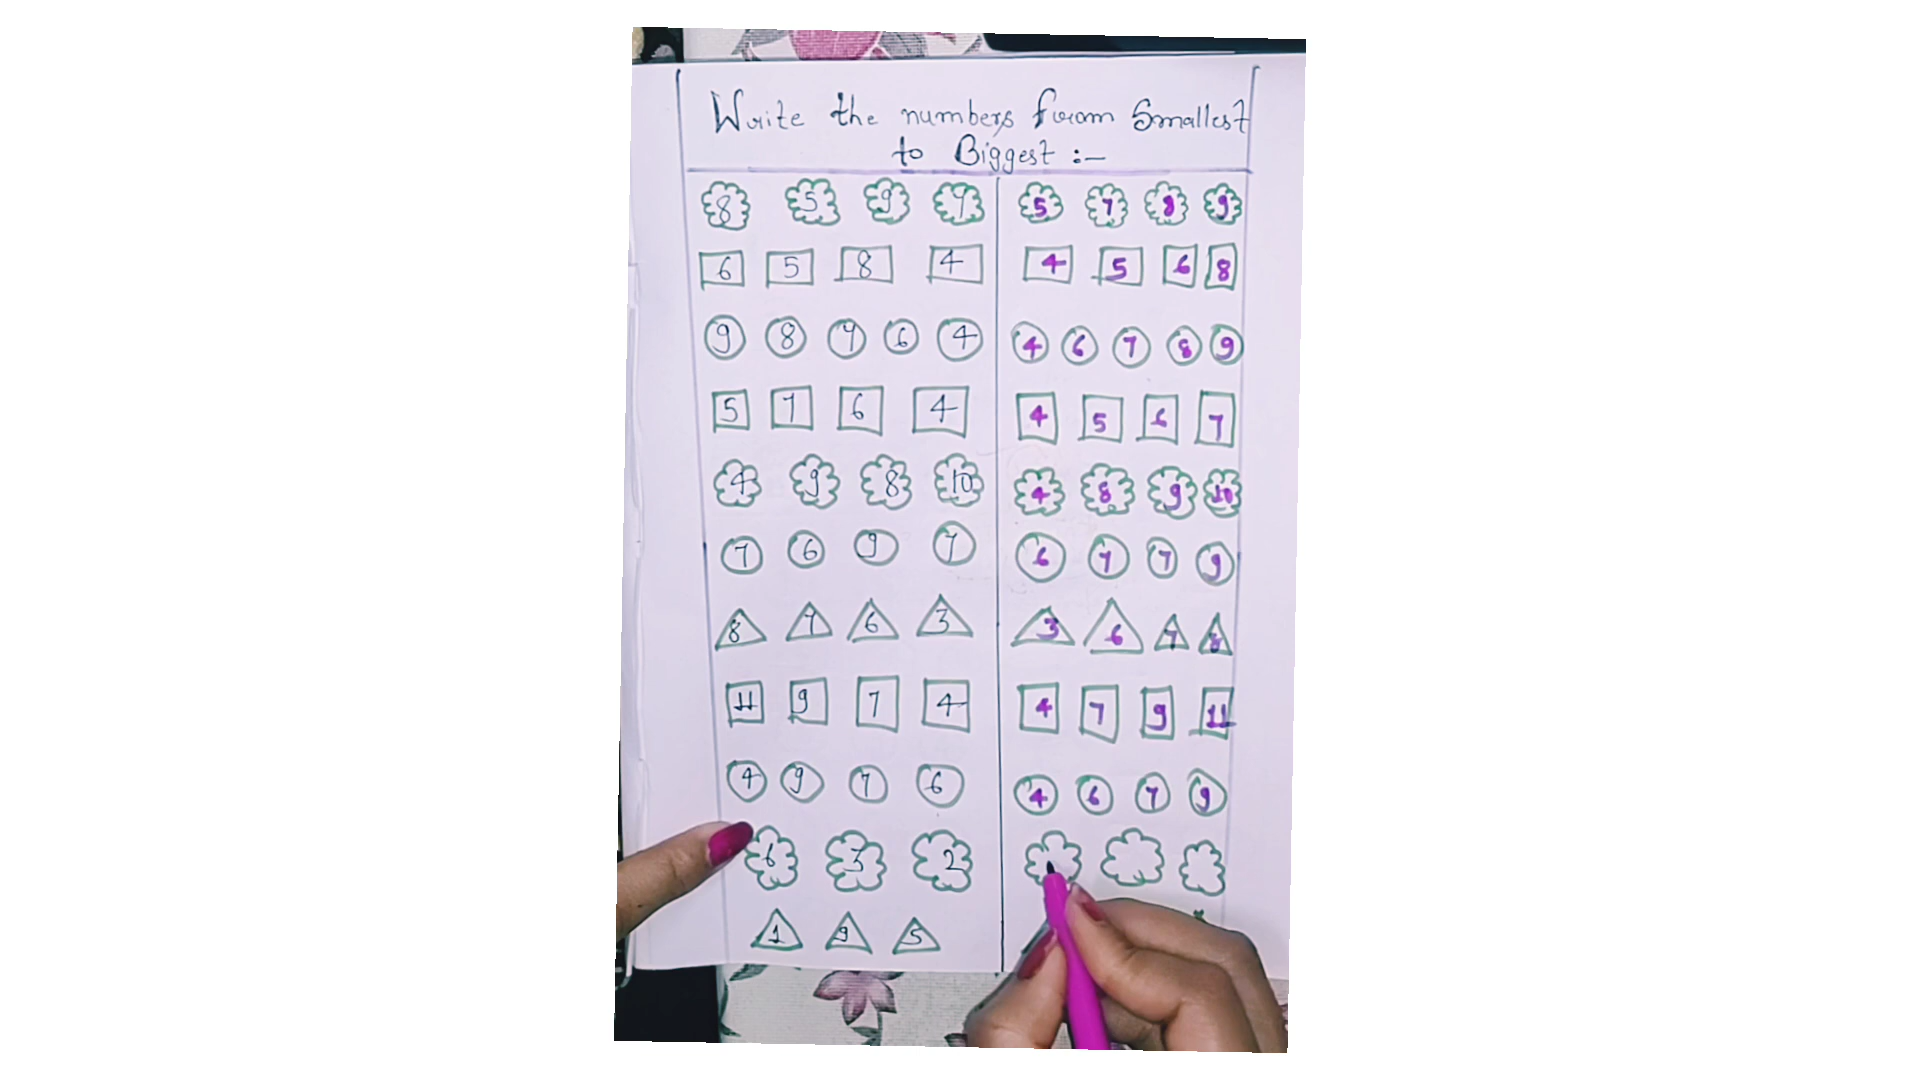 Write the numbers from Smallest
to Biggest :-
8 5 9 7 5 7 8 9
6 5 8 4 4 5 6 8
9 8 7 6 4 4 6 7 8 9
5 7 6 4 4 5 6 7
4 9 8 10 4 8 9 10
7 6 9 7 6 7 7 9
8 7 6 3 3 6 7 8
11 9 7 4 4 7 9 11
4 9 7 6 4 6 7 9
6 3 2
1 9 5